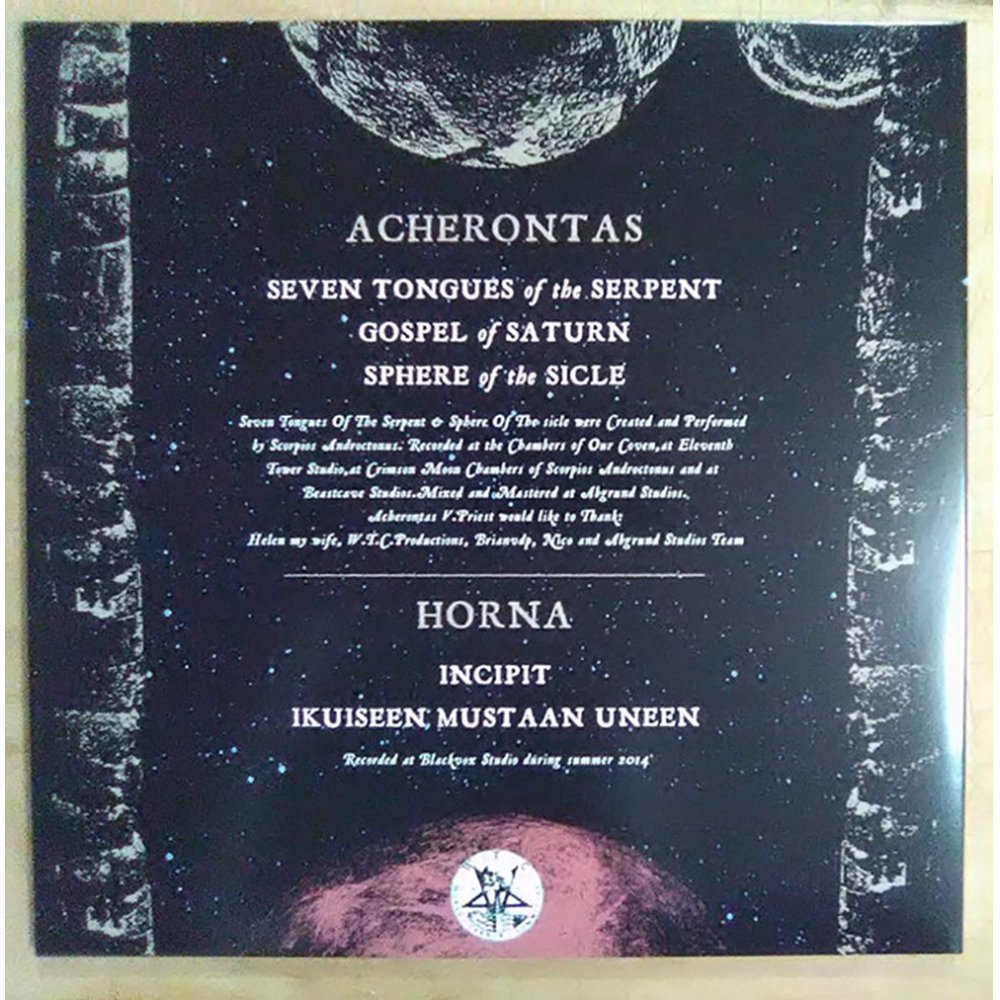 ACHERONTAS
SEVEN TONGUES of the SERPENT
GOSPEL of SATURN
SPHERE of the SICLE
Seven Tongues Of The Serpent & Sphere Of The sicle were Created and Performed
by Scorpios Androctonus. Recorded at the Chambers of Our Coven,at Eleventh
Tower Studio,at Crimson Moon Chambers of Scorpios Androctonus and at
Beastcave Studios.Mixed and Mastered at Abgrund Studios.
Acherontas V.Priest would like to Thank:
Helen my wife, W.T.C.Productions, Brianvdp, Nico and Abgrund Studios Team
HORNA
INCIPIT
IKUISEEN MUSTAAN UNEEN
Recorded at Blackvox Studio during summer 2014